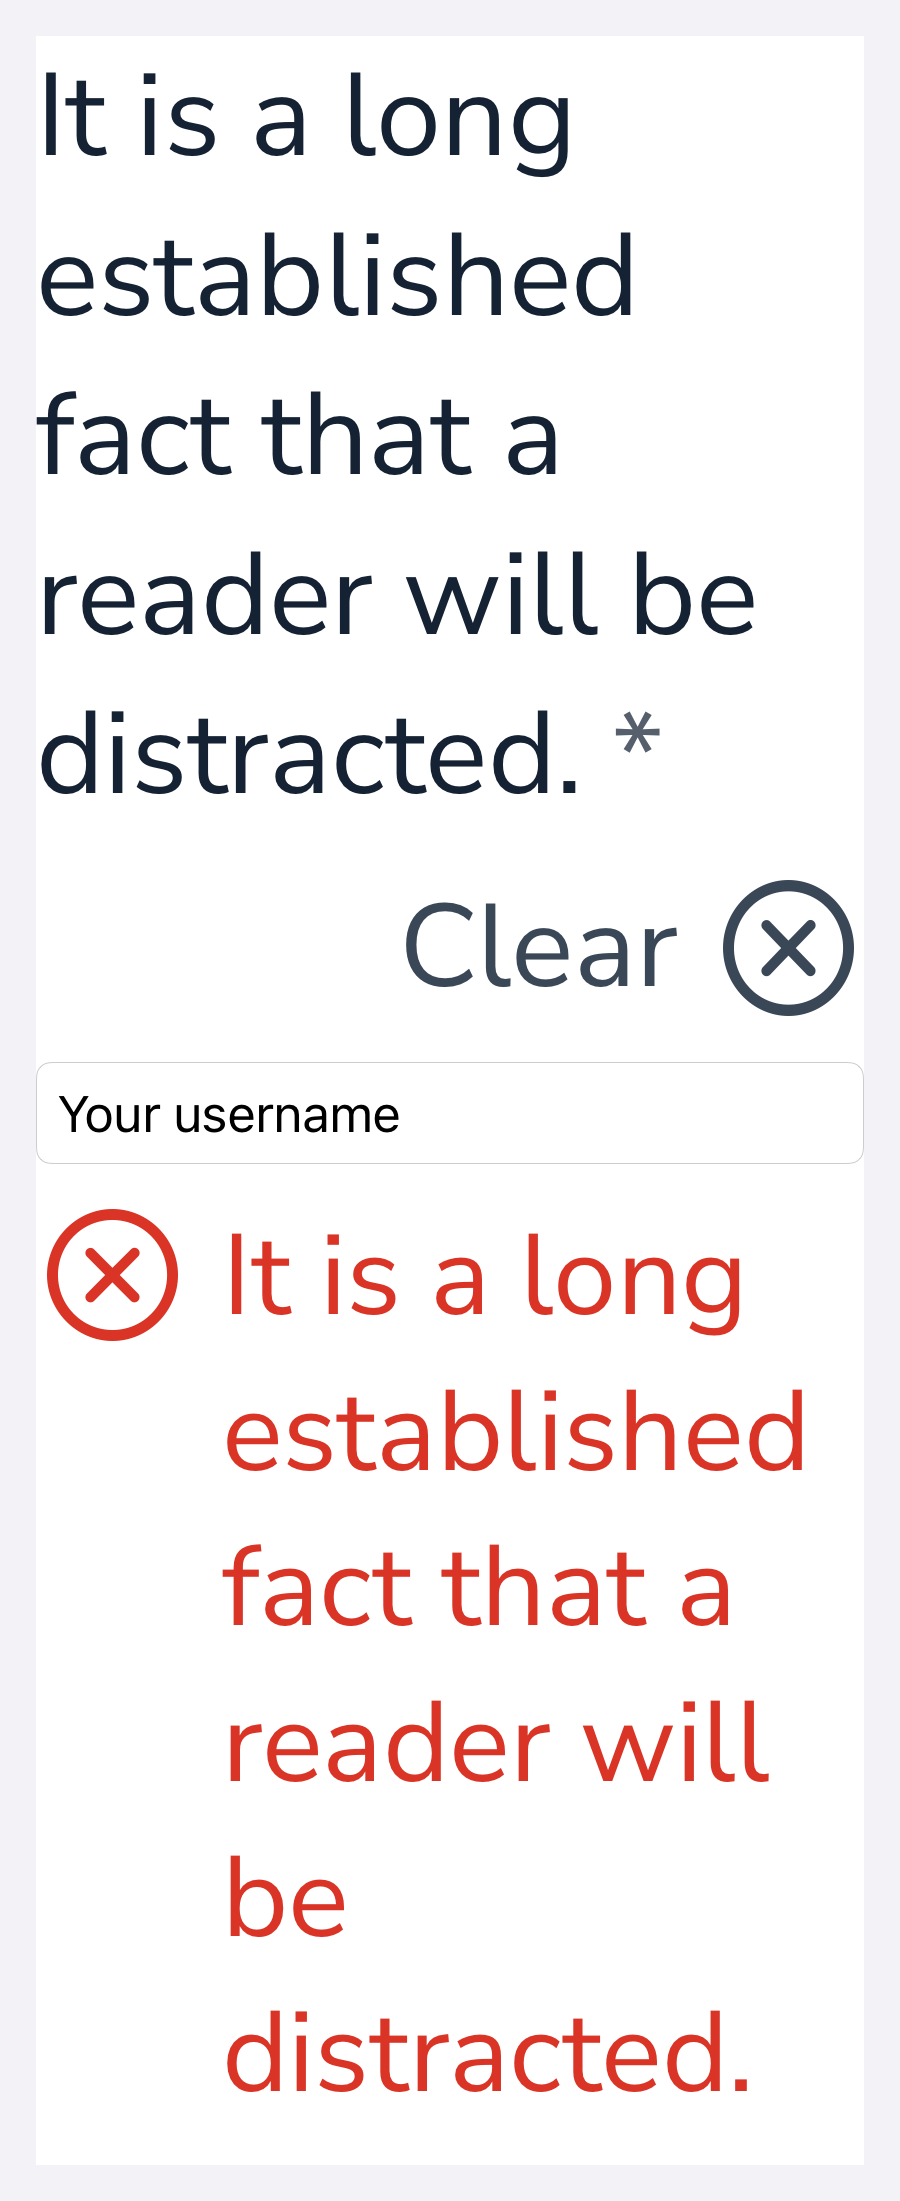 It is a long
established
fact that a
reader will be
distracted. *
Clear
Your username
It is a long
established
fact that a
reader will
be
distracted.